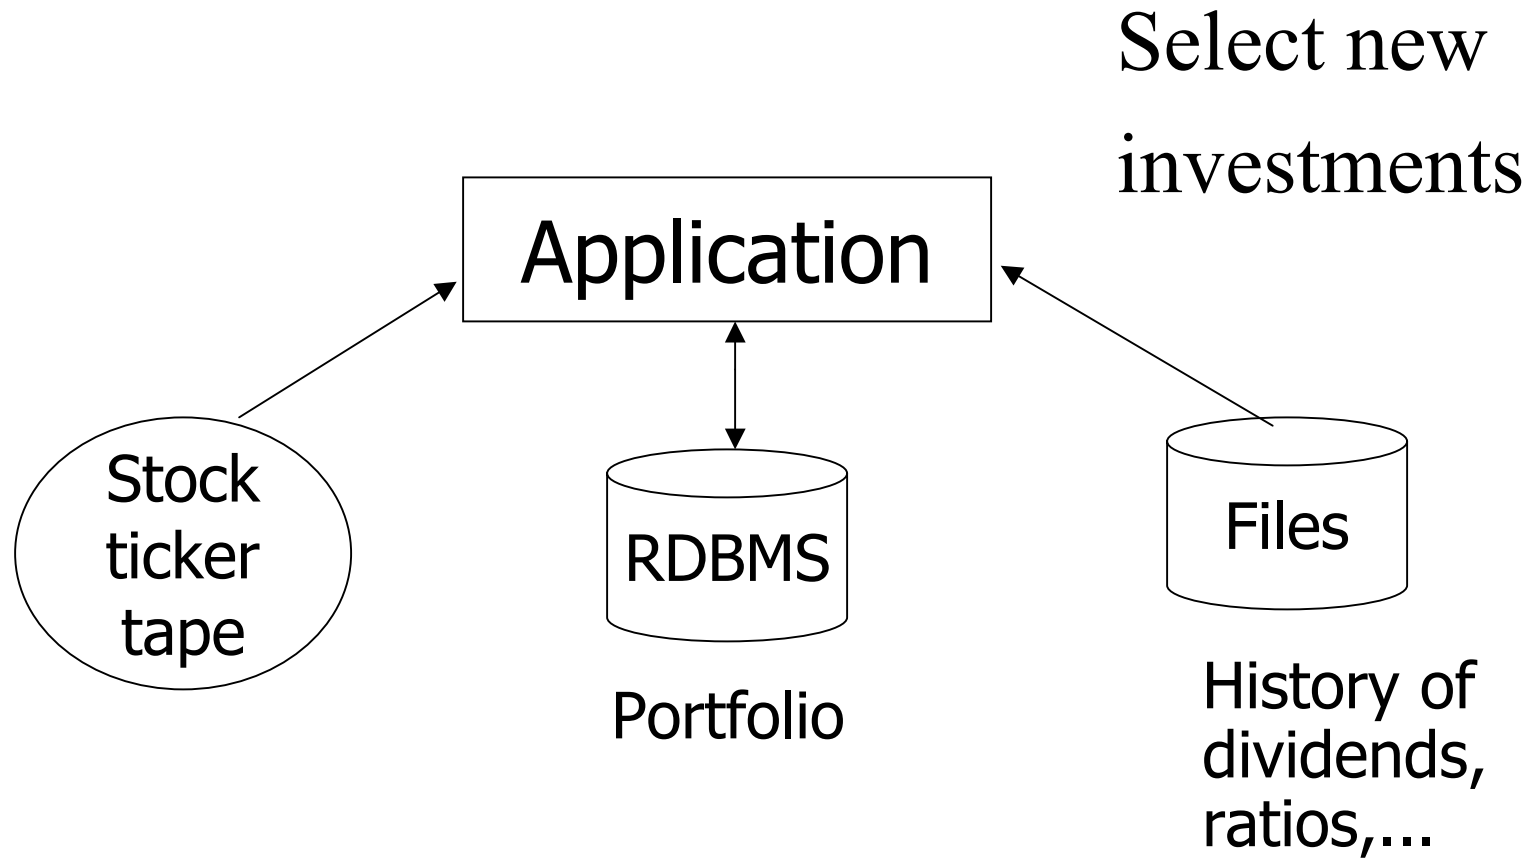 Select new
investments
Application
Stock
ticker
tape
RDBMS
Portfolio
Files
History of
dividends,
ratios,...